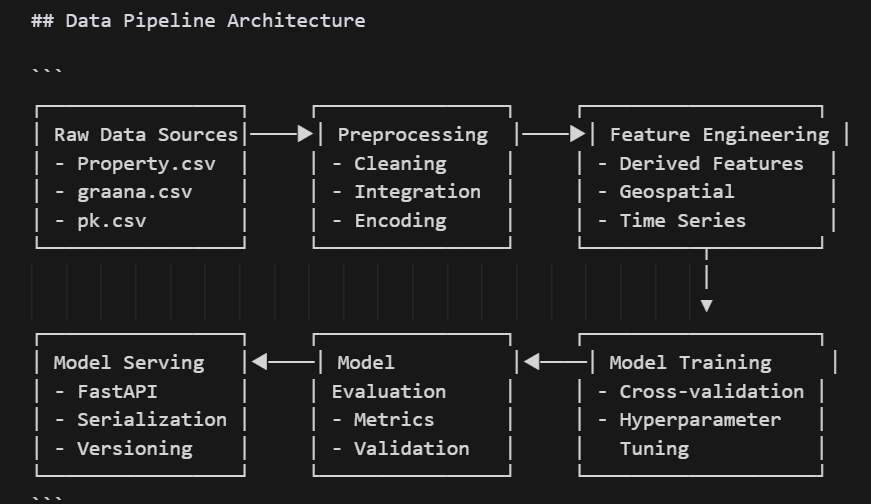 ## Data Pipeline Architecture
```
Raw Data Sources
- Property.csv
- graana.csv
- pk.csv
Preprocessing
- Cleaning
- Integration
- Encoding
Feature Engineering
- Derived Features
- Geospatial
- Time Series
Model Serving
- FastAPI
- Serialization
- Versioning
Model
Evaluation
- Metrics
- Validation
Model Training
- Cross-validation
- Hyperparameter
Tuning
```